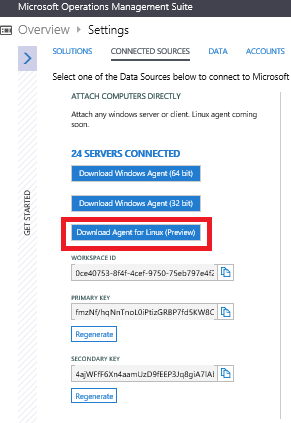 Microsoft Operations Management Suite
Overview Settings
SOLUTIONS CONNECTED SOURCES DATA ACCOUNTS
Select one of the Data Sources below to connect to Microsoft
ATTACH COMPUTERS DIRECTLY
Attach any windows server or client. Linux agent coming
soon.
24 SERVERS CONNECTED
Download Windows Agent (64 bit)
Download Windows Agent (32 bit)
Download Agent for Linux (Preview)
WORKSPACE ID
0ce40753-8f4f-4cef-9750-75eb797e4f2
PRIMARY KEY
Regenerate
SECONDARY KEY
Regenerate
GET STARTED